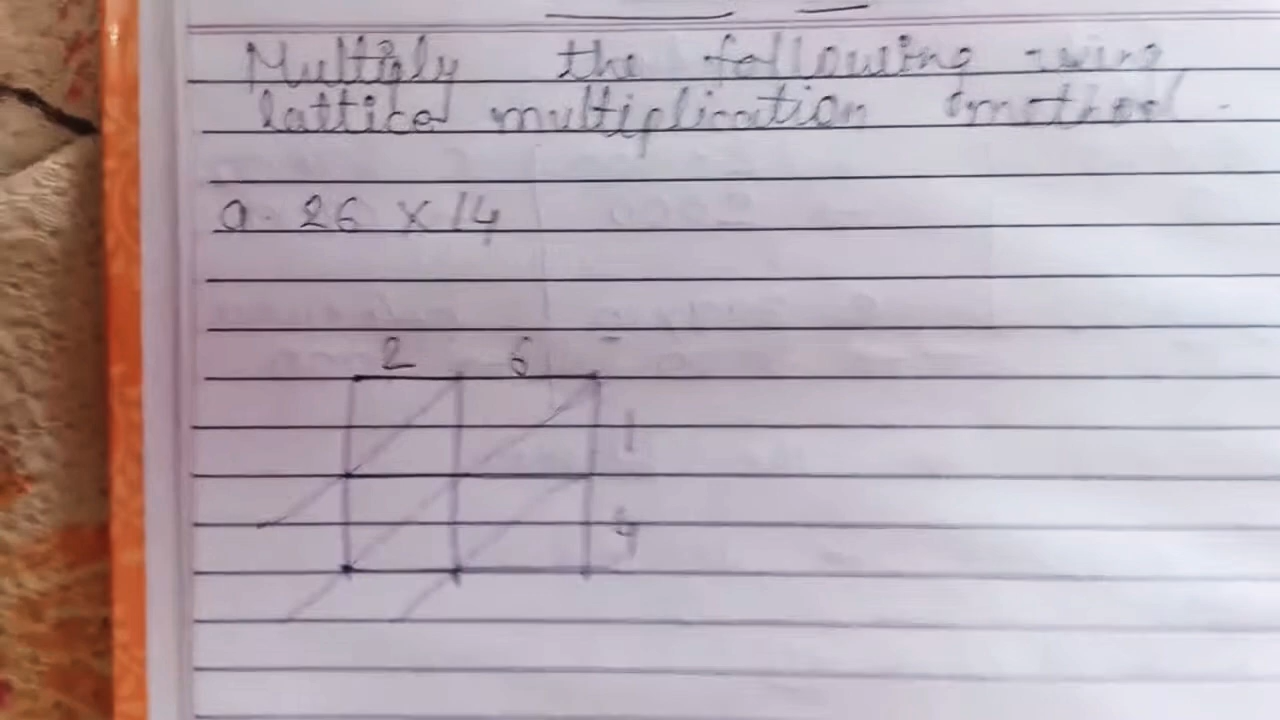 Multiply the following using
lattice multiplication method.
a. 26 × 14
2 6
1
4